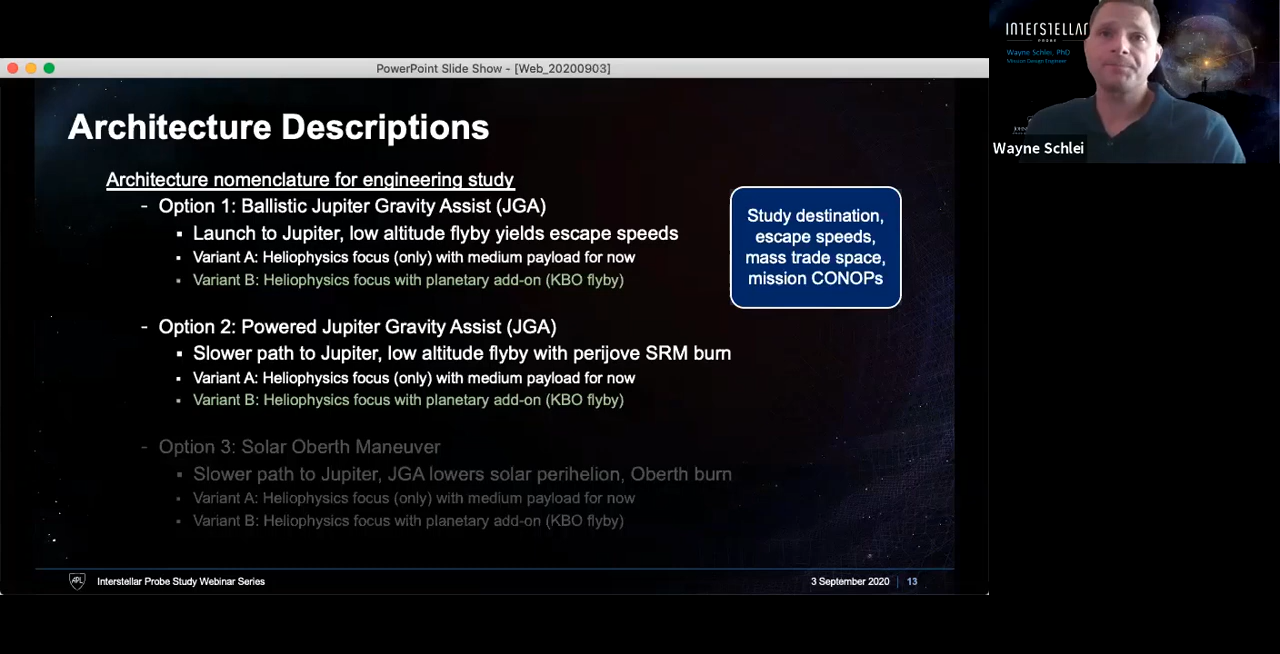 PowerPoint Slide Show - [Web_20200903]
Architecture Descriptions
Architecture nomenclature for engineering study
- Option 1: Ballistic Jupiter Gravity Assist (JGA)
▪ Launch to Jupiter, low altitude flyby yields escape speeds
▪ Variant A: Heliophysics focus (only) with medium payload for now
▪ Variant B: Heliophysics focus with planetary add-on (KBO flyby)
- Option 2: Powered Jupiter Gravity Assist (JGA)
▪ Slower path to Jupiter, low altitude flyby with perijove SRM burn
▪ Variant A: Heliophysics focus (only) with medium payload for now
▪ Variant B: Heliophysics focus with planetary add-on (KBO flyby)
- Option 3: Solar Oberth Maneuver
▪ Slower path to Jupiter, JGA lowers solar perihelion, Oberth burn
▪ Variant A: Heliophysics focus (only) with medium payload for now
▪ Variant B: Heliophysics focus with planetary add-on (KBO flyby)
Study destination,
escape speeds,
mass trade space,
mission CONOPs
APL Interstellar Probe Study Webinar Series
3 September 2020 | 13
INTERSTELLAR
PROBE
Wayne Schlei, PhD
Mission Design Engineer
Wayne Schlei